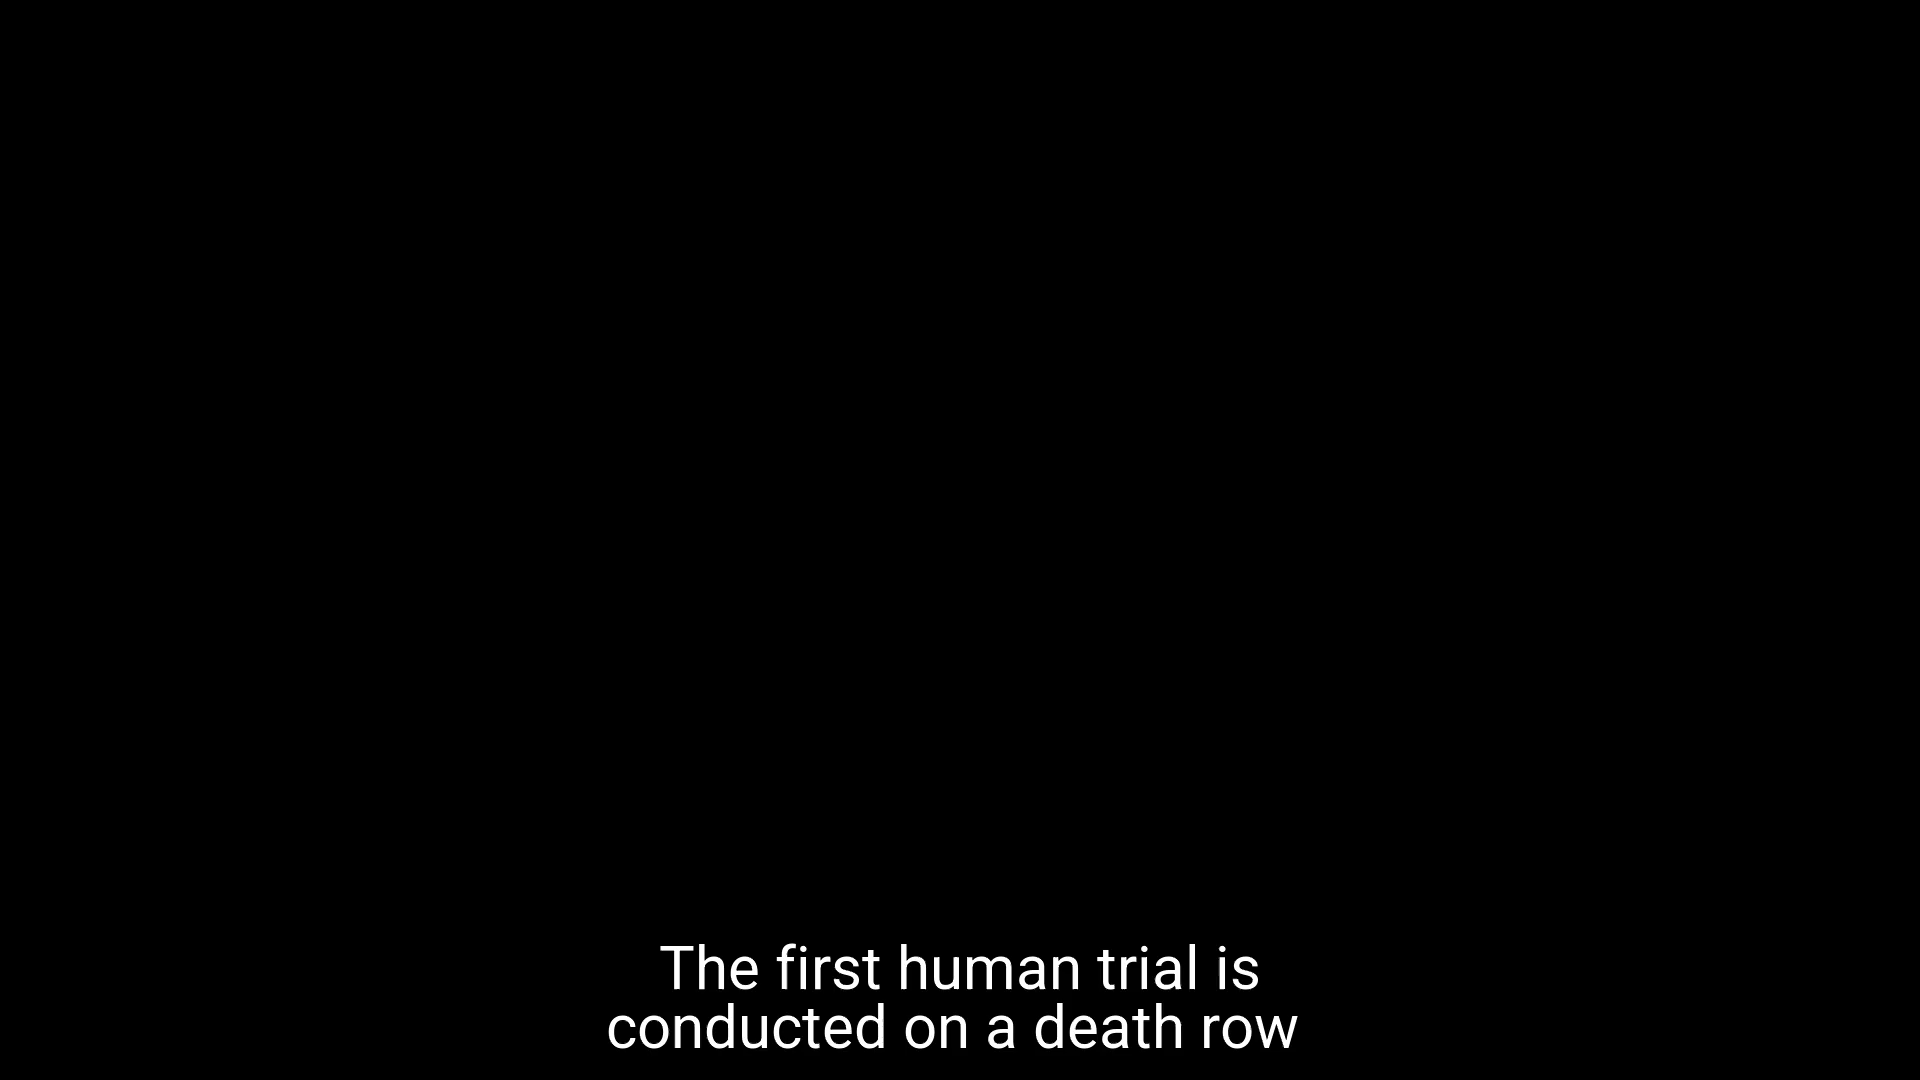 The first human trial is
conducted on a death row